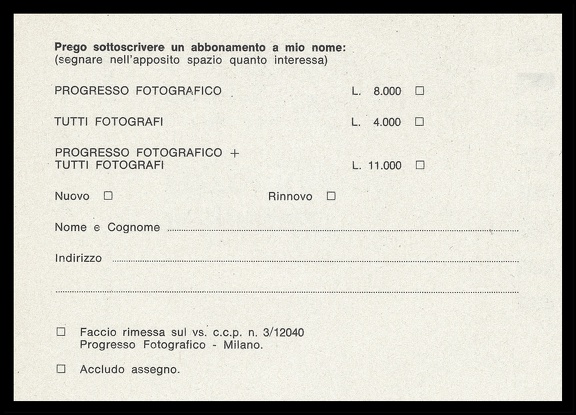 Prego sottoscrivere un abbonamento a mio nome:
(segnare nell'apposito spazio quanto interessa)
PROGRESSO FOTOGRAFICO L. 8.000 □
TUTTI FOTOGRAFI L. 4.000 □
PROGRESSO FOTOGRAFICO +
TUTTI FOTOGRAFI L. 11.000 □
Nuovo □ Rinnovo □
Nome e Cognome
Indirizzo
□ Faccio rimessa sul vs. c.c.p. n. 3/12040
Progresso Fotografico - Milano.
□ Accludo assegno.